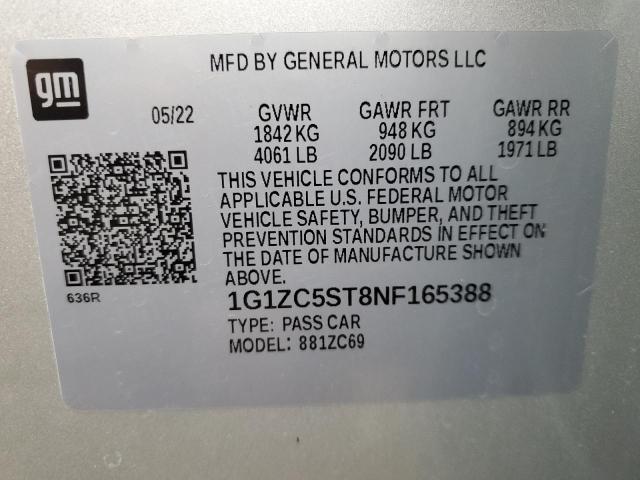 gm
MFD BY GENERAL MOTORS LLC
05/22 GVWR GAWR FRT GAWR RR
1842 KG 948 KG 894 KG
4061 LB 2090 LB 1971 LB
THIS VEHICLE CONFORMS TO ALL
APPLICABLE U.S. FEDERAL MOTOR
VEHICLE SAFETY, BUMPER, AND THEFT
PREVENTION STANDARDS IN EFFECT ON
THE DATE OF MANUFACTURE SHOWN
ABOVE.
636R
1G1ZC5ST8NF165388
TYPE: PASS CAR
MODEL: 881ZC69